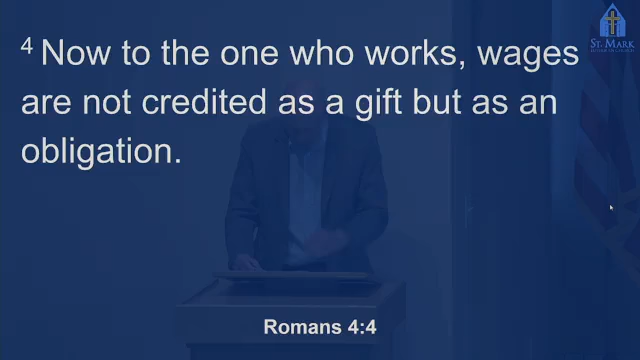 4 Now to the one who works, wages
are not credited as a gift but as an
obligation.
Romans 4:4
St. Mark